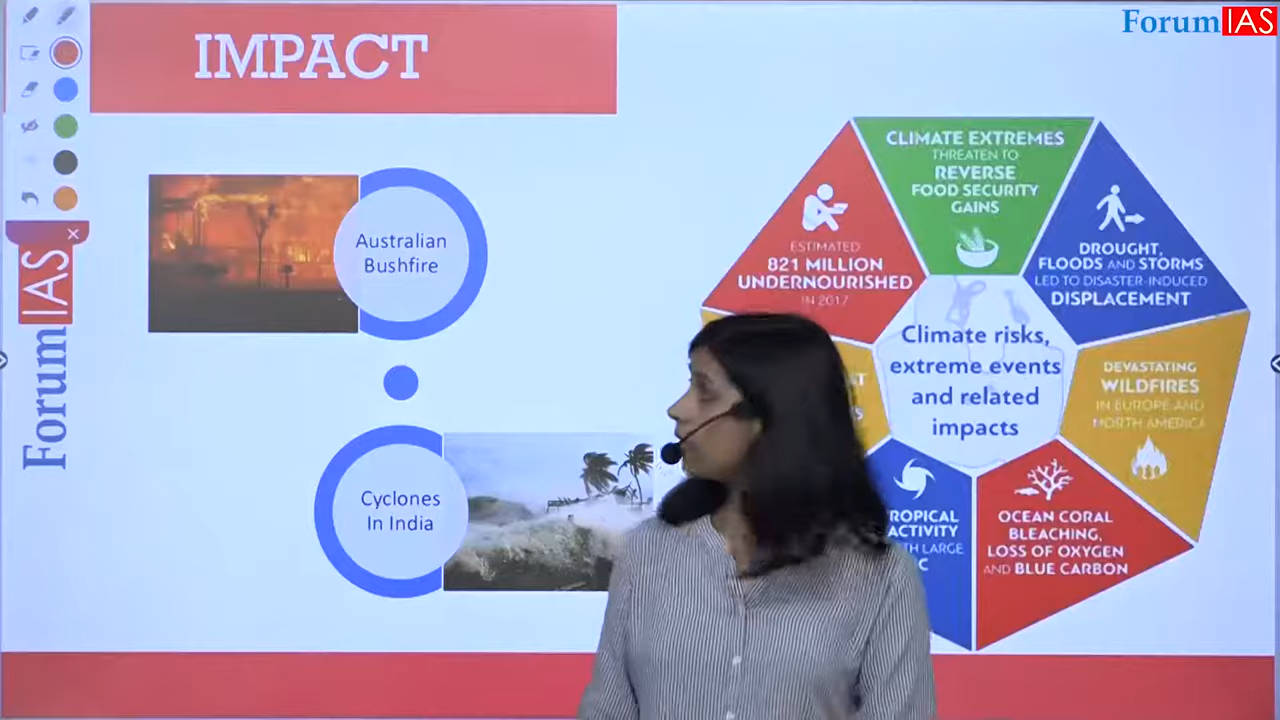 IMPACT
ForumIAS
ForumIAS
Australian
Bushfire
Cyclones
In India
CLIMATE EXTREMES
THREATEN TO
REVERSE
FOOD SECURITY
GAINS
ESTIMATED
821 MILLION
UNDERNOURISHED
IN 2017
DROUGHT,
FLOODS AND STORMS
LED TO DISASTER-INDUCED
DISPLACEMENT
Climate risks,
extreme events
and related
impacts
DEVASTATING
WILDFIRES
IN EUROPE AND
NORTH AMERICA
OCEAN CORAL
BLEACHING,
LOSS OF OXYGEN
AND BLUE CARBON
LARGE